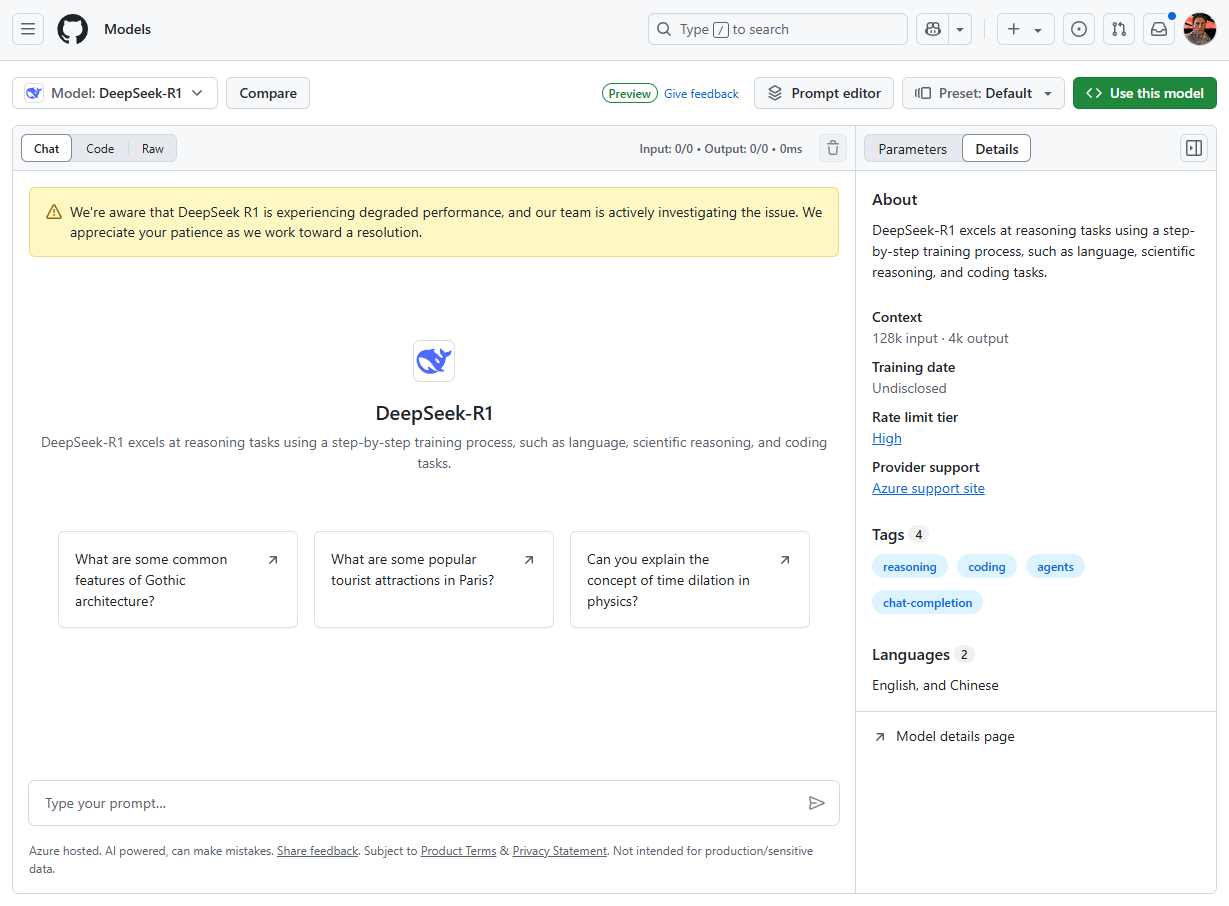 Models
Type / to search
Model: DeepSeek-R1
Compare
Preview
Give feedback
Prompt editor
Preset: Default
Use this model
Chat
Code
Raw
Input: 0/0 • Output: 0/0 • 0ms
Parameters
Details
We're aware that DeepSeek R1 is experiencing degraded performance, and our team is actively investigating the issue. We
appreciate your patience as we work toward a resolution.
DeepSeek-R1
DeepSeek-R1 excels at reasoning tasks using a step-by-step training process, such as language, scientific reasoning, and coding
tasks.
What are some common
features of Gothic
architecture?
What are some popular
tourist attractions in Paris?
Can you explain the
concept of time dilation in
physics?
Type your prompt...
Azure hosted. AI powered, can make mistakes. Share feedback. Subject to Product Terms & Privacy Statement. Not intended for production/sensitive
data.
About
DeepSeek-R1 excels at reasoning tasks using a step-
by-step training process, such as language, scientific
reasoning, and coding tasks.
Context
128k input · 4k output
Training date
Undisclosed
Rate limit tier
High
Provider support
Azure support site
Tags 4
reasoning
coding
agents
chat-completion
Languages 2
English, and Chinese
Model details page